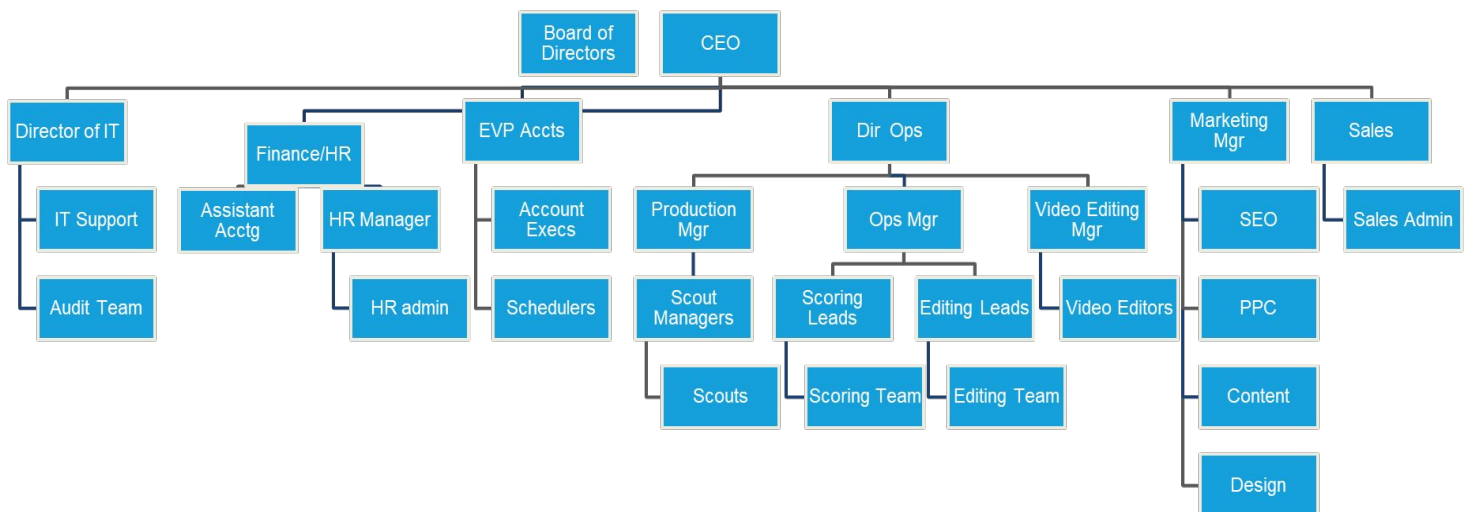 Board of
Directors
CEO
Director of IT
Finance/HR
EVP Accts
Dir Ops
Marketing
Mgr
Sales
IT Support
Assistant
Acctg
HR Manager
Account
Execs
Production
Mgr
Ops Mgr
Video Editing
Mgr
SEO
Sales Admin
Audit Team
HR admin
Schedulers
Scout
Managers
Scoring
Leads
Editing Leads
Video Editors
PPC
Scouts
Scoring Team
Editing Team
Content
Design